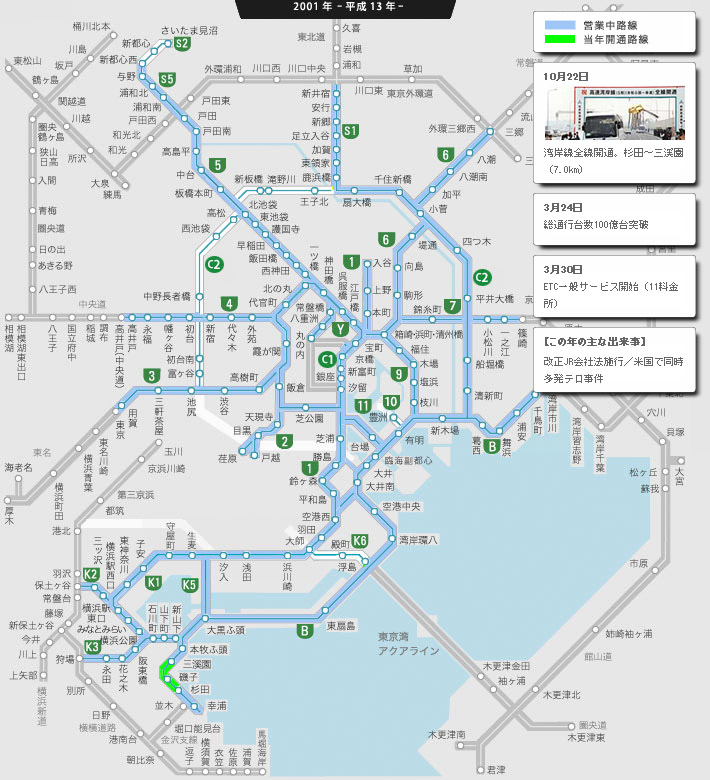 2001年 −平成13年−
営業中路線
当年開通路線
10月22日
祝 高速湾岸線
湾岸線全線開通。杉田～三溪園
（7.0km）
3月24日
総通行台数100億台突破
3月30日
ETC一般サービス開始（11料金
所）
【この年の主な出来事】
改正JR会社法施行／米国で同時
多発テロ事件
桶川北本
さいたま見沼
S2
新都心
新都心西
与野
S5
浦和北
浦和南
戸田西
戸田東
戸田
戸田南
川島
坂戸
東松山
鶴ヶ島
関越道
川越
圏央
鶴ヶ島
狭山
日高
所沢
入間
大泉
練馬
和光北
和光
外環浦和
川口西
川口中央
東北道
久喜
岩槻
浦和
川口東
草加
東京外環道
外環三郷西
三郷
流山
常磐道
新井宿
安行
新郷
足立入谷
加賀
東領家
鹿浜橋
S1
高島平
中台
板橋本町
5
新板橋
滝野川
王子北
扇大橋
千住新橋
小菅
加平
八潮南
八潮
6
青梅
圏央道
日の出
あきる野
八王子西
中央道
相模湖
相模湖東出口
八王子
国立府中
稲城
調布
高井戸（中央道）
高井戸
永福
幡ヶ谷
初台
新宿
代々木
外苑
4
北池袋
東池袋
護国寺
高松
西池袋
早稲田
飯田橋
西神田
C2
中野長者橋
初台南
富ヶ谷
一ツ橋
神田橋
呉服橋
江戸橋
1
入谷
上野
本町
北の丸
代官町
常盤橋
八重洲
丸の内
Y
霞が関
宝町
京橋
新富町
銀座
汐留
C1
6
堤通
向島
駒形
錦糸町
7
四つ木
C2
平井大橋
小松川
一之江
篠崎
船堀橋
清新町
箱崎・浜町・清洲橋
福住
木場
塩浜
枝川
9
10
11
豊洲
3
高樹町
飯倉
芝公園
天現寺
目黒
荏原
戸越
2
三軒茶屋
用賀
池尻
渋谷
東京
東名
東名川崎
横浜青葉
横浜町田
海老名
厚木
玉川
京浜川崎
第三京浜
都筑
港北
芝浦
台場
有明
臨海副都心
大井
大井南
新木場
葛西
舞浜
浦安
千鳥町
B
湾岸市川
湾岸習志野
湾岸千葉
穴川
貝塚
大宮
松ヶ丘
蘇我
市原
成田
1
勝島
鈴ヶ森
平和島
空港西
羽田
大師
空港中央
湾岸環八
殿町
K6
浮島
浜川崎
浅田
汐入
生麦
守屋町
子安
東神奈川
横浜駅西口
三ツ沢
K1
K2
K5
K3
羽沢
保土ヶ谷
常盤台
藤塚
新保土ヶ谷
今井
川上
上矢部
横浜新道
狩場
横浜駅
東口
みなとみらい
横浜公園
石川町
山下町
新山下
永田
花之木
阪東橋
大黒ふ頭
本牧ふ頭
三溪園
磯子
杉田
幸浦
並木
堀口能見台
金沢支線
別所
日野
横横道路
港南台
朝比奈
逗子
横須賀
衣笠
佐原
浦賀
馬堀海岸
東扇島
B
東京湾
アクアライン
木更津金田
袖ヶ浦
姉崎袖ヶ浦
館山道
木更津北
圏央道
木更津東
木更津南
君津